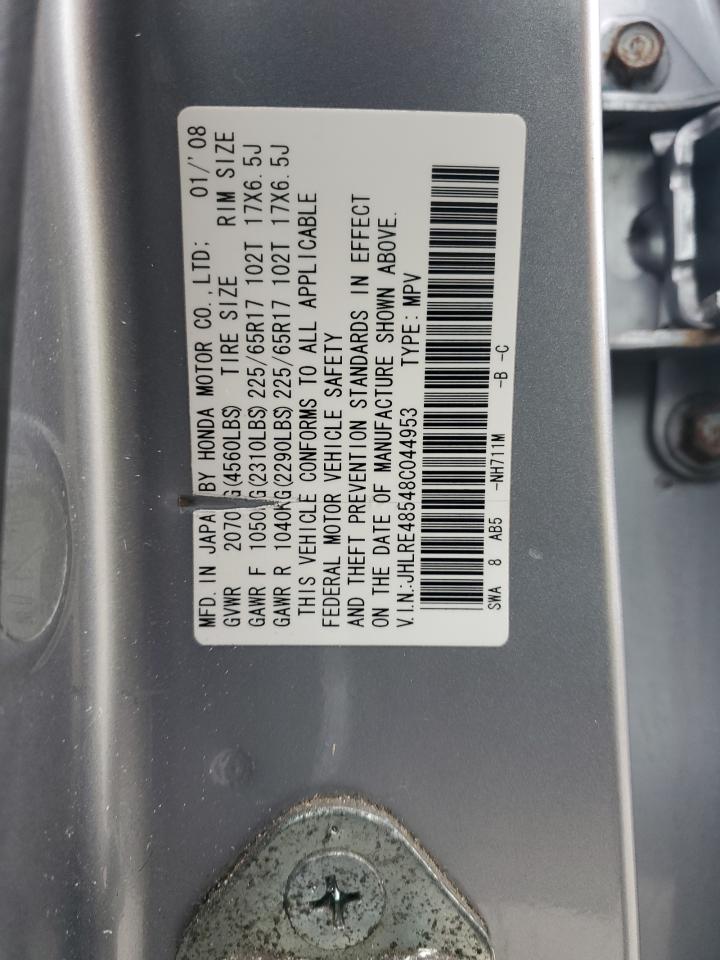 MFD. IN JAPA BY HONDA MOTOR CO., LTD: 01/'08
GVWR 2070 G(4560LBS) TIRE SIZE RIM SIZE
GAWR F 1050 G(2310LBS) 225/65R17 102T 17X6. 5J
GAWR R 1040KG(2290LBS) 225/65R17 102T 17X6. 5J
THIS VEHICLE CONFORMS TO ALL APPLICABLE
FEDERAL MOTOR VEHICLE SAFETY
AND THEFT PREVENTION STANDARDS IN EFFECT
ON THE DATE OF MANUFACTURE SHOWN ABOVE.
V.I.N.:JHLRE48548C044953 TYPE: MPV
SWA 8 AB5 -NH711M -B -C